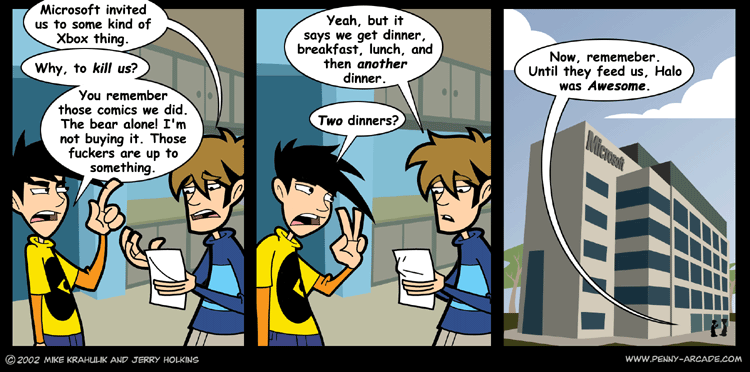 Microsoft invited
us to some kind of
Xbox thing.
Why, to kill us?
You remember
those comics we did.
The bear alone! I'm
not buying it. Those
fuckers are up to
something.
Yeah, but it
says we get dinner,
breakfast, lunch, and
then another
dinner.
Two dinners?
Now, rememeber.
Until they feed us, Halo
was Awesome.
Microsoft
©2002 MIKE KRAHULIK AND JERRY HOLKINS
WWW.PENNY-ARCADE.COM